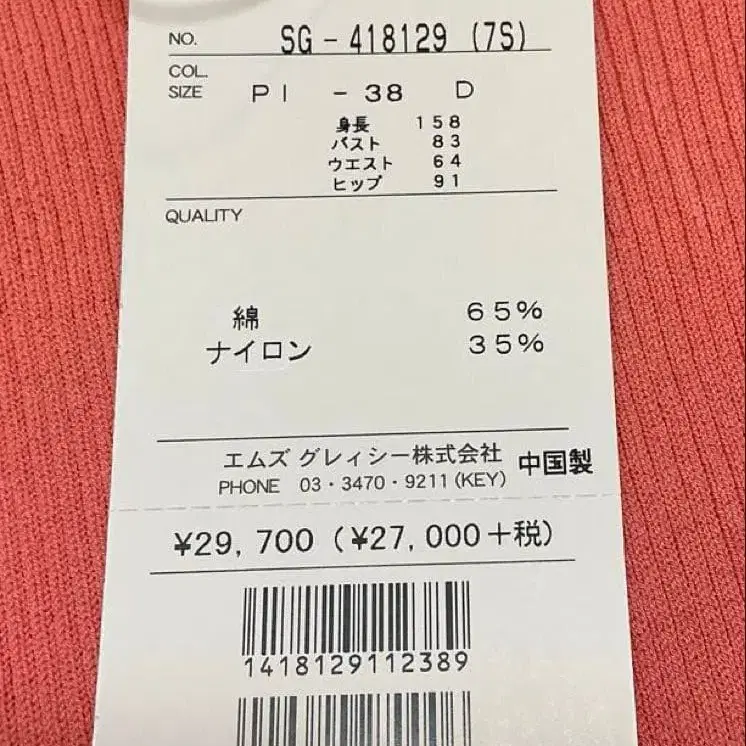 NO. SG-418129 (7S)
COL.
SIZE PI -38 D
身長 158
バスト 83
ウエスト 64
ヒップ 91
QUALITY
綿 65%
ナイロン 35%
エムズ グレィシー株式会社 中国製
PHONE 03・3470・9211(KEY)
¥29,700 (¥27,000+税)
1418129112389